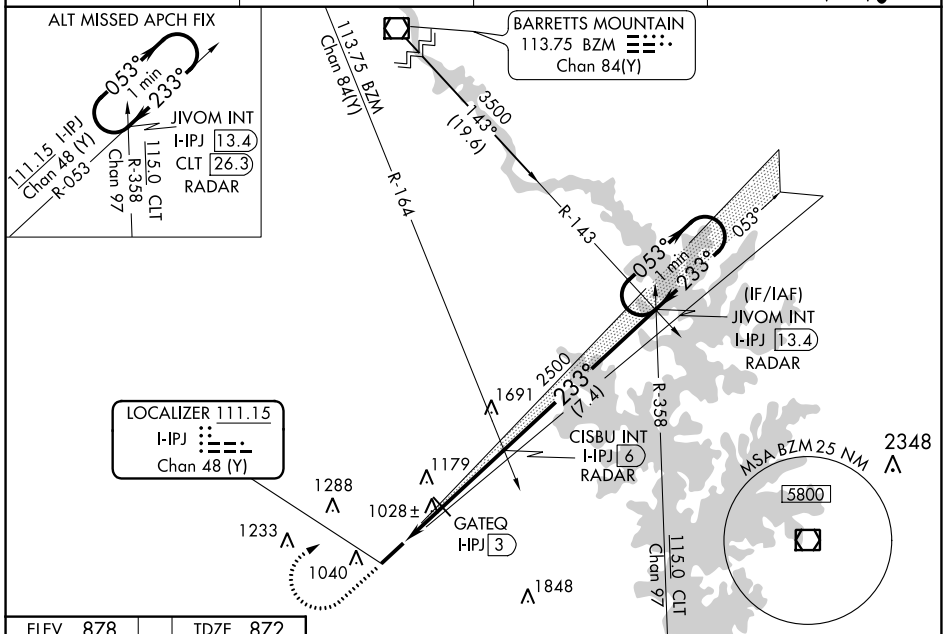 ALT MISSED APCH FIX
053°
1 min
233°
JIVOM INT
I-IPJ 13.4
CLT 26.3
RADAR
111.15 I-IPJ
Chan 48 (Y)
R-053
R-358
115.0 CLT
Chan 97
113.75 BZM
Chan 84(Y)
R-164
BARRETTS MOUNTAIN
113.75 BZM
Chan 84(Y)
3500
143°
(19.6)
R-143
053°
1 min
233°
053°
(IF/IAF)
JIVOM INT
I-IPJ 13.4
RADAR
2500
233°
(7.4)
R-358
115.0 CLT
Chan 97
1691
CISBU INT
I-IPJ 6
RADAR
LOCALIZER 111.15
I-IPJ
Chan 48 (Y)
1179
1288
1028±
GATEQ
I-IPJ 3
1233
1040
1848
MSA BZM 25 NM
5800
2348
ELEV 878
TDZE 872